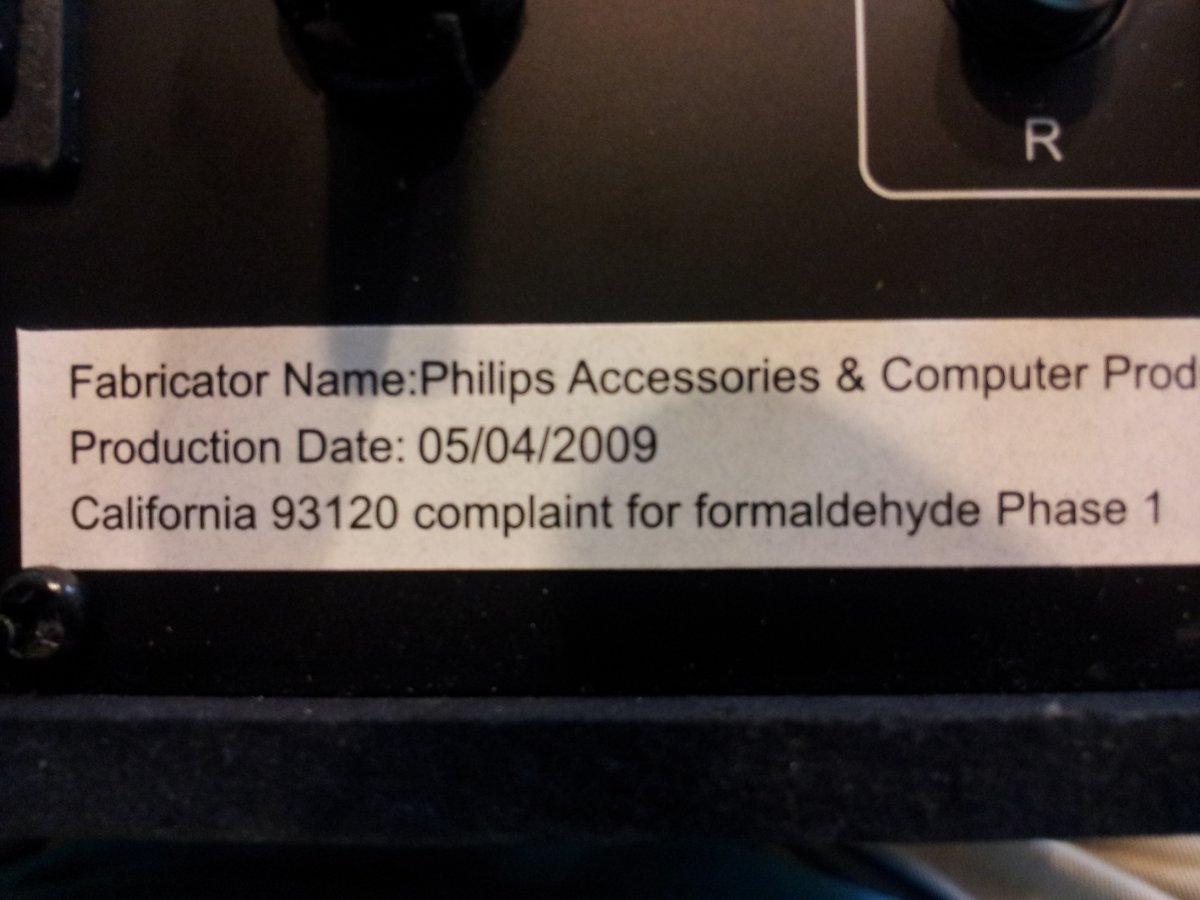 R
Fabricator Name:Philips Accessories & Computer Prod
Production Date: 05/04/2009
California 93120 complaint for formaldehyde Phase 1